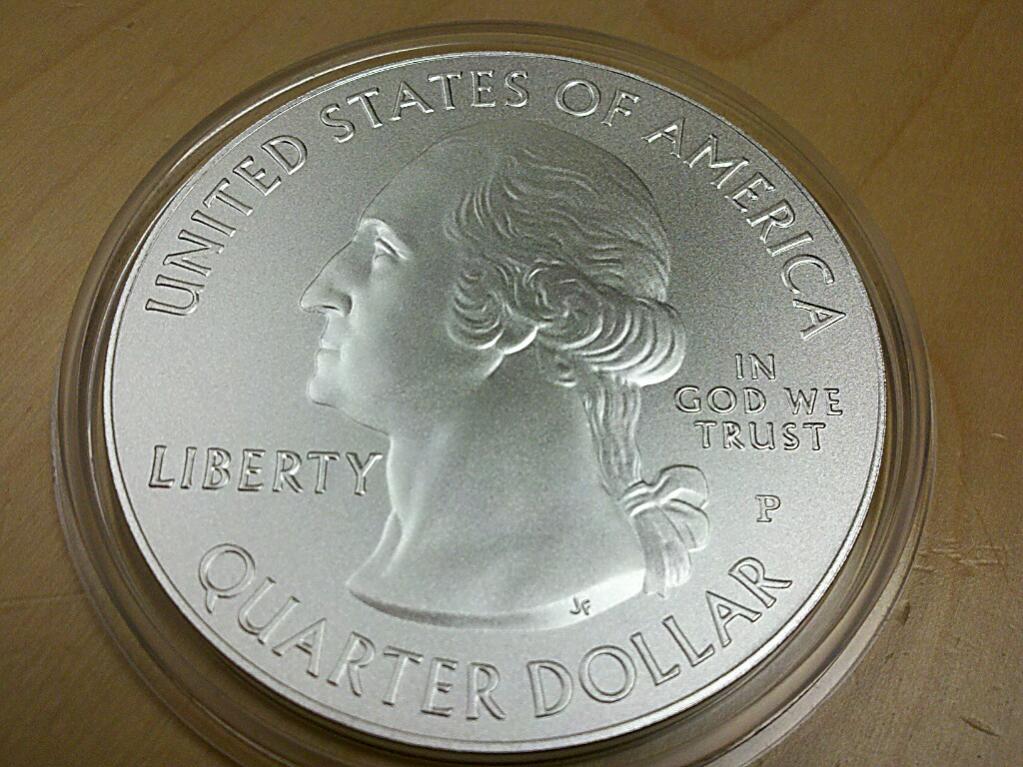 UNITED STATES OF AMERICA
IN
GOD WE
TRUST
LIBERTY
P
JF
QUARTER DOLLAR